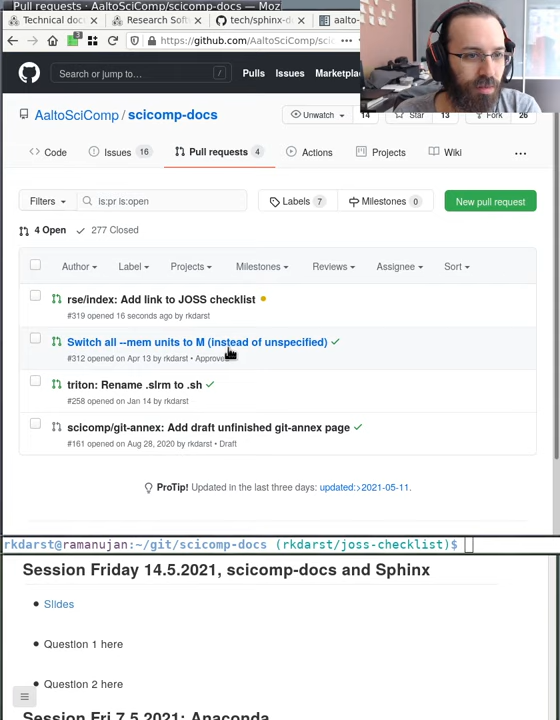 Pull requests · AaltoSciComp/scicomp-docs — Moz
Technical doc
Research Soft
tech/sphinx-d
aalto-
https://github.com/AaltoSciComp/scic
Search or jump to…
/
Pulls Issues Marketpla
AaltoSciComp / scicomp-docs
Unwatch 14
Star 13
Fork 26
Code
Issues 16
Pull requests 4
Actions
Projects
Wiki
Filters
is:pr is:open
Labels 7
Milestones 0
New pull request
4 Open 277 Closed
Author Label Projects Milestones Reviews Assignee Sort
rse/index: Add link to JOSS checklist
#319 opened 16 seconds ago by rkdarst
Switch all --mem units to M (instead of unspecified)
#312 opened on Apr 13 by rkdarst • Approve
triton: Rename .slrm to .sh
#258 opened on Jan 14 by rkdarst
scicomp/git-annex: Add draft unfinished git-annex page
#161 opened on Aug 28, 2020 by rkdarst • Draft
ProTip! Updated in the last three days: updated:>2021-05-11.
rkdarst@ramanujan:~/git/scicomp-docs (rkdarst/joss-checklist)$
Session Friday 14.5.2021, scicomp-docs and Sphinx
Slides
Question 1 here
Question 2 here
Session Fri 7.5.2021: Anaconda